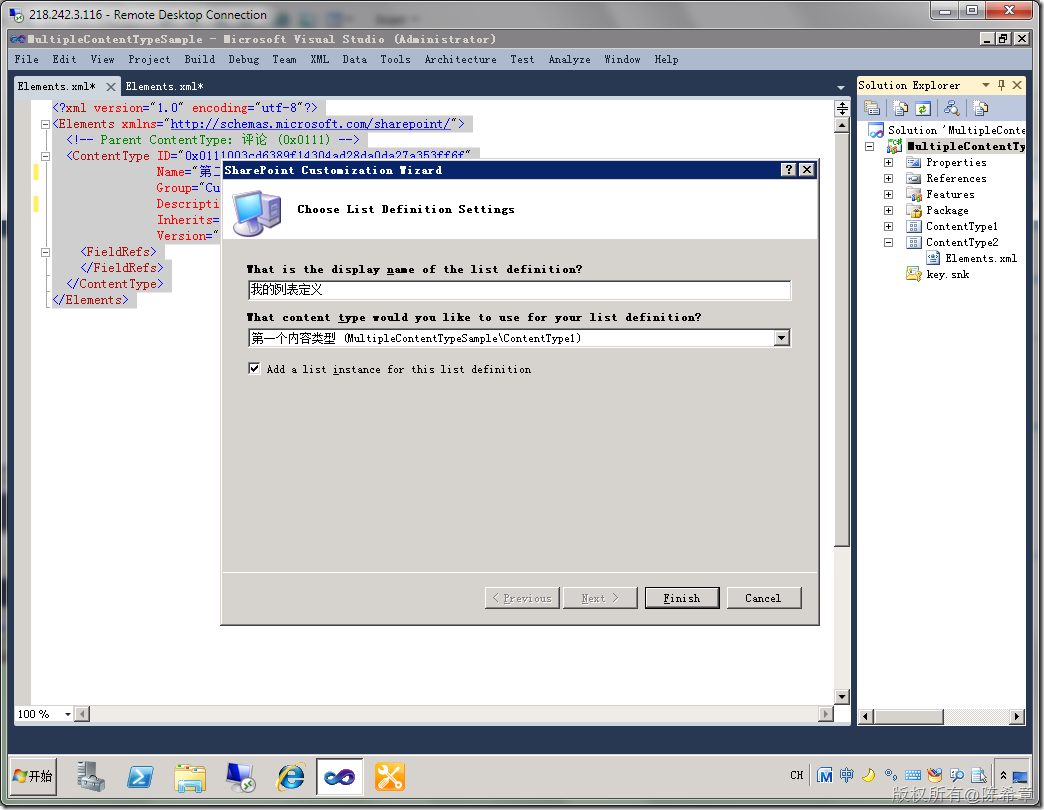 218.242.3.116 - Remote Desktop Connection
MultipleContentTypeSample - Microsoft Visual Studio (Administrator)
File Edit View Project Build Debug Team XML Data Tools Architecture Test Analyze Window Help
Elements.xml* Elements.xml*
<?xml version="1.0" encoding="utf-8"?>
<Elements xmlns="http://schemas.microsoft.com/sharepoint/">
<!-- Parent ContentType: 评论 (0x0111) -->
<ContentType ID="0x0111003cd6389f14304ad28da0da27a353ff6f"
Name="第二
Group="Cu
Descripti
Inherits=
Version="
<FieldRefs>
</FieldRefs>
</ContentType>
</Elements>
SharePoint Customization Wizard
Choose List Definition Settings
What is the display name of the list definition?
我的列表定义
What content type would you like to use for your list definition?
第一个内容类型 (MultipleContentTypeSample\ContentType1)
Add a list instance for this list definition
< Previous Next > Finish Cancel
Solution Explorer
Solution 'MultipleConte
MultipleContentTy
Properties
References
Features
Package
ContentType1
ContentType2
Elements.xml
key.snk
100 %
开始
CH
版权所有@陈希章